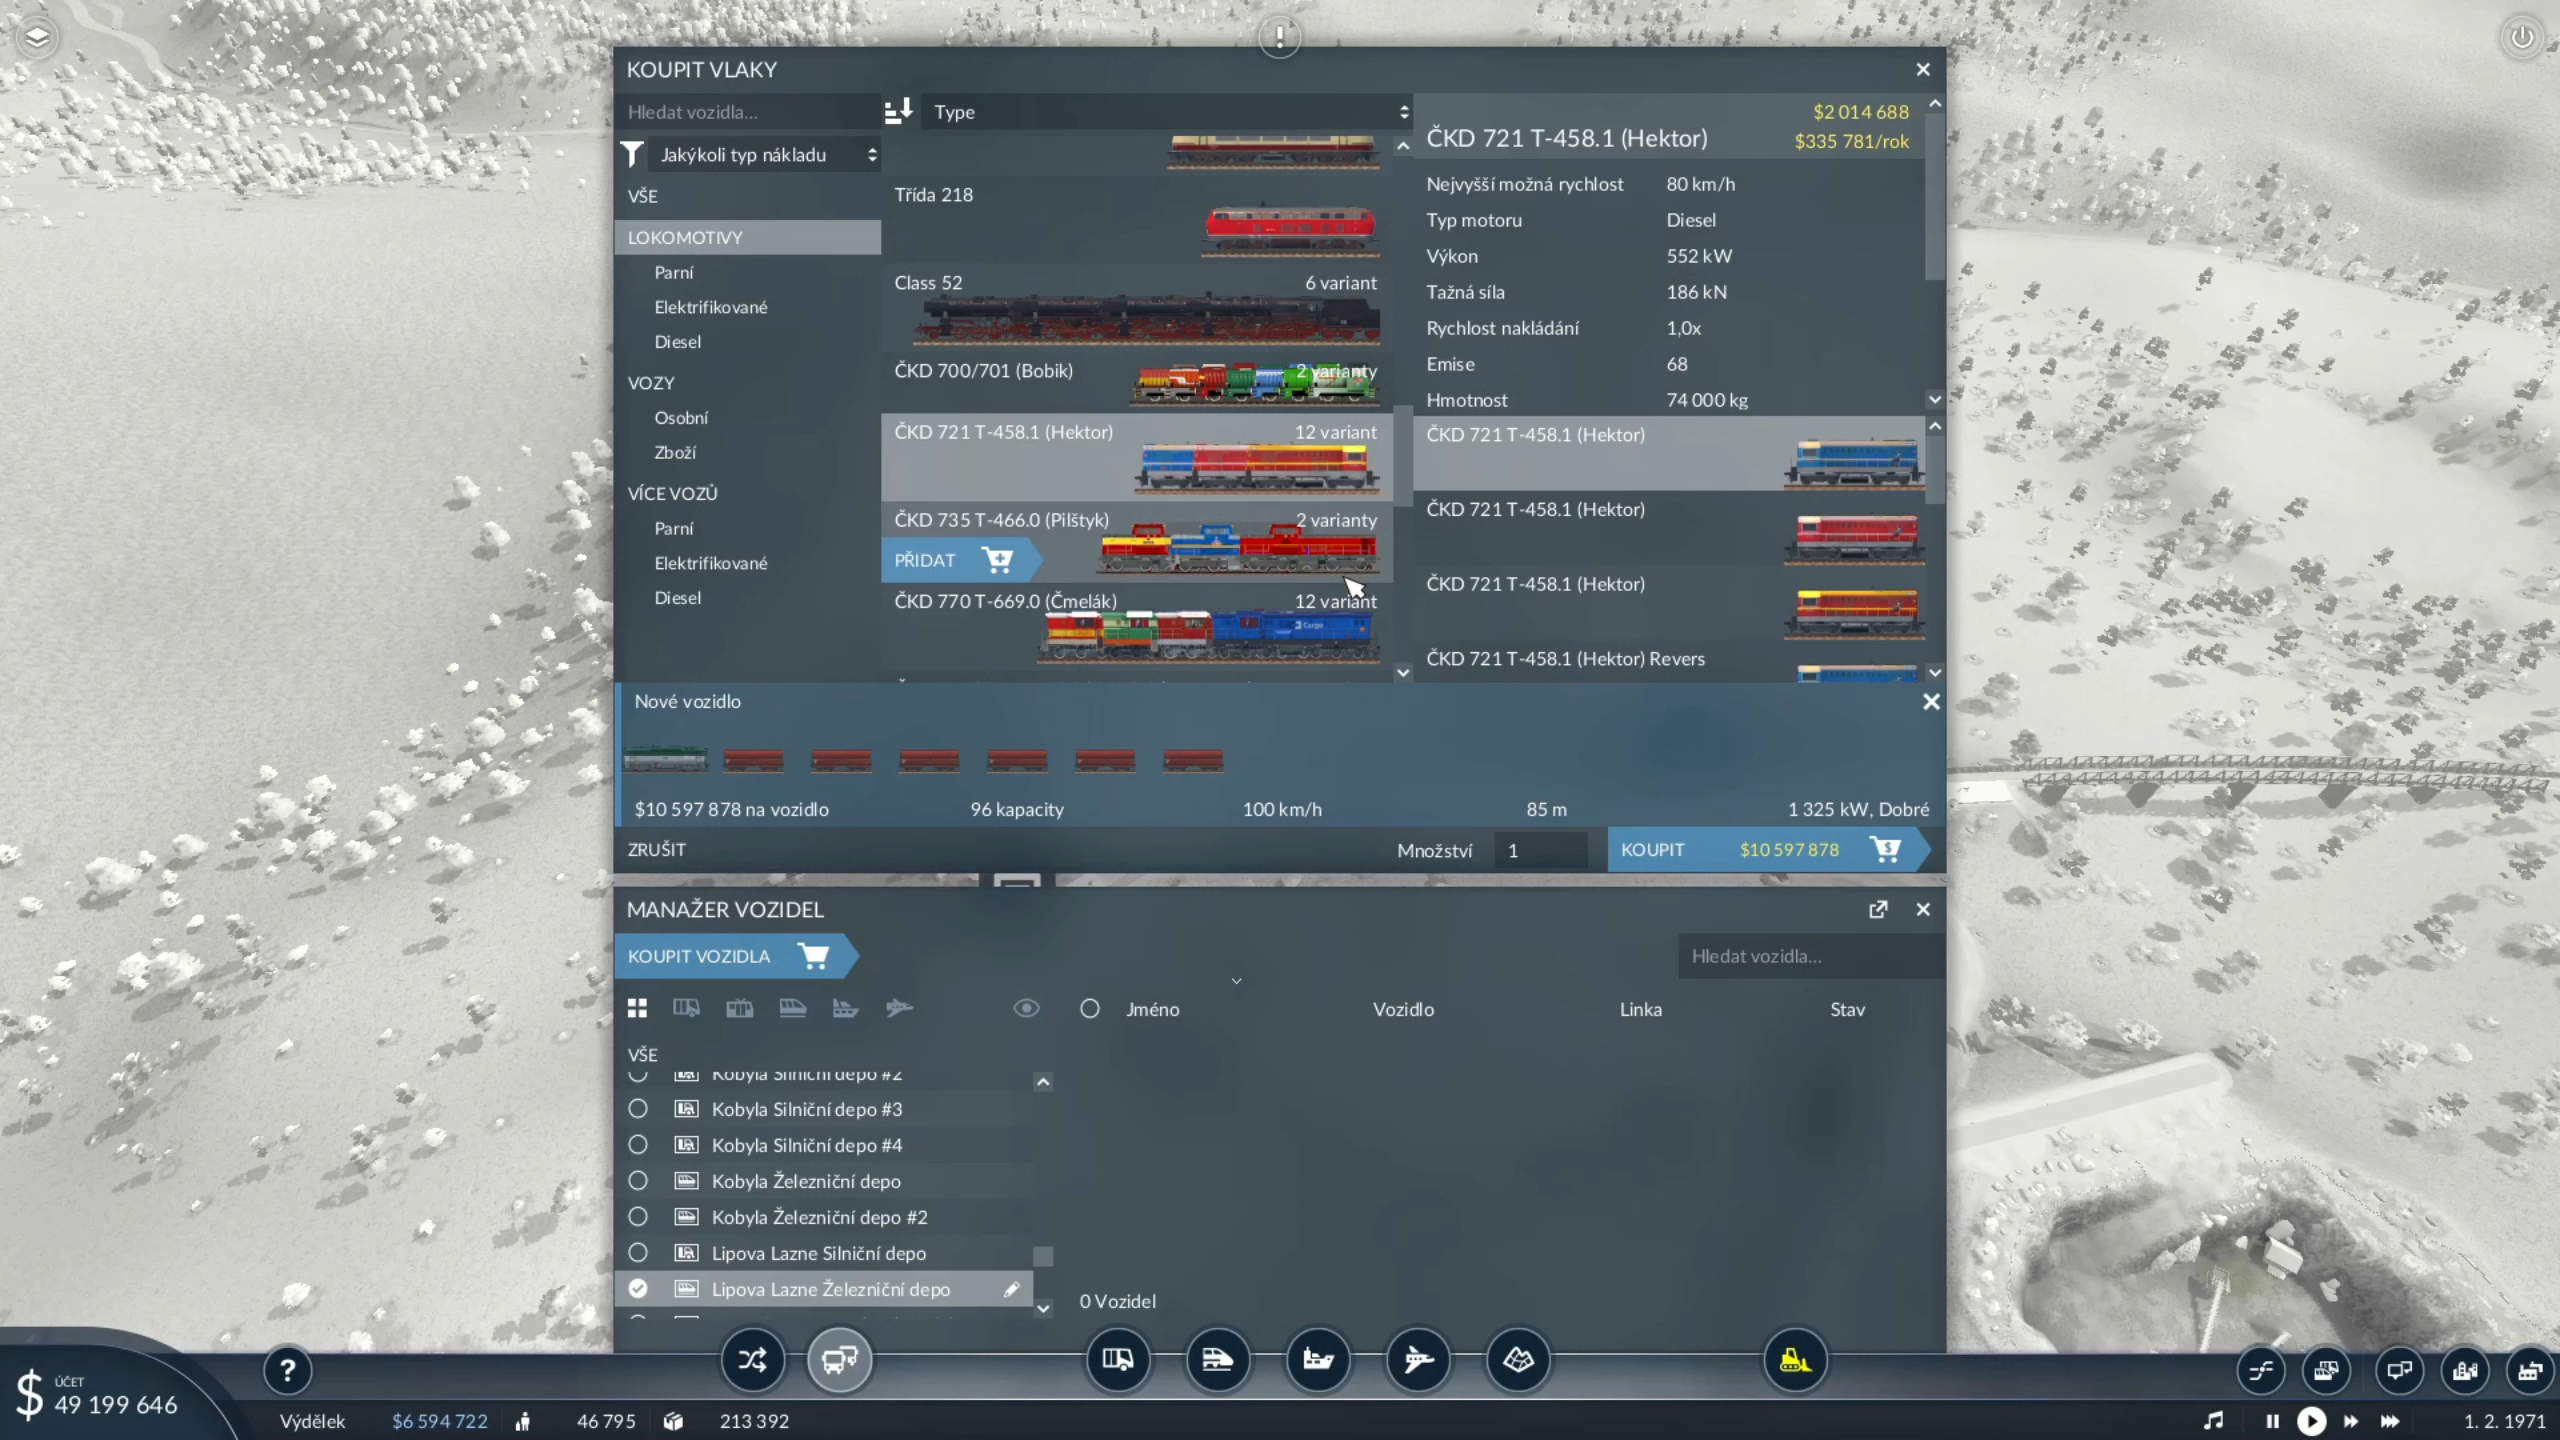 KOUPIT VLAKY
Hledat vozidla...
Type
Jakýkoli typ nákladu
VŠE
LOKOMOTIVY
Parní
Elektrifikované
Diesel
VOZY
Osobní
Zboží
VÍCE VOZŮ
Parní
Elektrifikované
Diesel
Třída 218
Class 52
6 variant
ČKD 700/701 (Bobik)
2 varianty
ČKD 721 T-458.1 (Hektor)
12 variant
ČKD 735 T-466.0 (Pilštyk)
2 varianty
PŘIDAT
ČKD 770 T-669.0 (Čmelák)
12 variant
Cargo
$2 014 688
ČKD 721 T-458.1 (Hektor)
$335 781/rok
Nejvyšší možná rychlost 80 km/h
Typ motoru Diesel
Výkon 552 kW
Tažná síla 186 kN
Rychlost nakládání 1,0x
Emise 68
Hmotnost 74 000 kg
ČKD 721 T-458.1 (Hektor)
ČKD 721 T-458.1 (Hektor)
ČKD 721 T-458.1 (Hektor)
ČKD 721 T-458.1 (Hektor) Revers
Nové vozidlo
$10 597 878 na vozidlo 96 kapacity 100 km/h 85 m 1 325 kW, Dobré
ZRUŠIT Množství 1 KOUPIT $10 597 878
MANAŽER VOZIDEL
KOUPIT VOZIDLA
Hledat vozidla...
Jméno Vozidlo Linka Stav
VŠE
Kobyla Silniční depo #2
Kobyla Silniční depo #3
Kobyla Silniční depo #4
Kobyla Železniční depo
Kobyla Železniční depo #2
Lipova Lazne Silniční depo
Lipova Lazne Železniční depo
0 Vozidel
ÚČET
49 199 646
Výdělek $6 594 722 46 795 213 392
1. 2. 1971